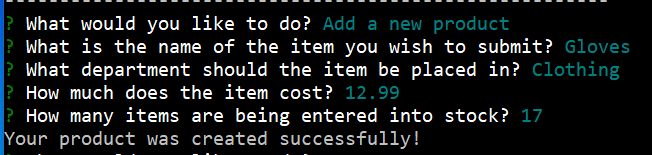 ? What would you like to do? Add a new product
? What is the name of the item you wish to submit? Gloves
? What department should the item be placed in? Clothing
? How much does the item cost? 12.99
? How many items are being entered into stock? 17
Your product was created successfully!